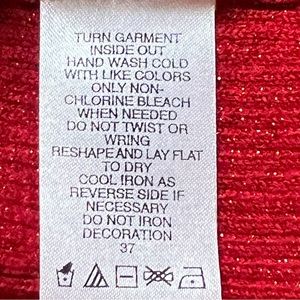 TURN GARMENT
INSIDE OUT
HAND WASH COLD
WITH LIKE COLORS
ONLY NON-
CHLORINE BLEACH
WHEN NEEDED
DO NOT TWIST OR
WRING
RESHAPE AND LAY FLAT
TO DRY
COOL IRON AS
REVERSE SIDE IF
NECESSARY
DO NOT IRON
DECORATION
37